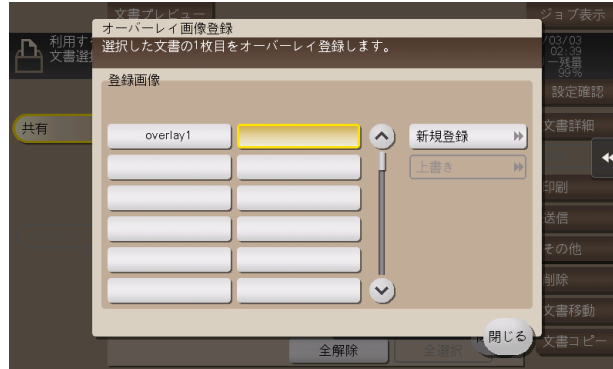 文書プレビュー
ジョブ表示
オーバーレイ画像登録
選択した文書の1枚目をオーバーレイ登録します。
利用す
文書選
/03/03
02:39
ー残量
99%
登録画像
設定確認
共有
overlay1
新規登録
文書詳細
上書き
印刷
送信
その他
削除
文書移動
閉じる
文書コピー
全解除
全選択